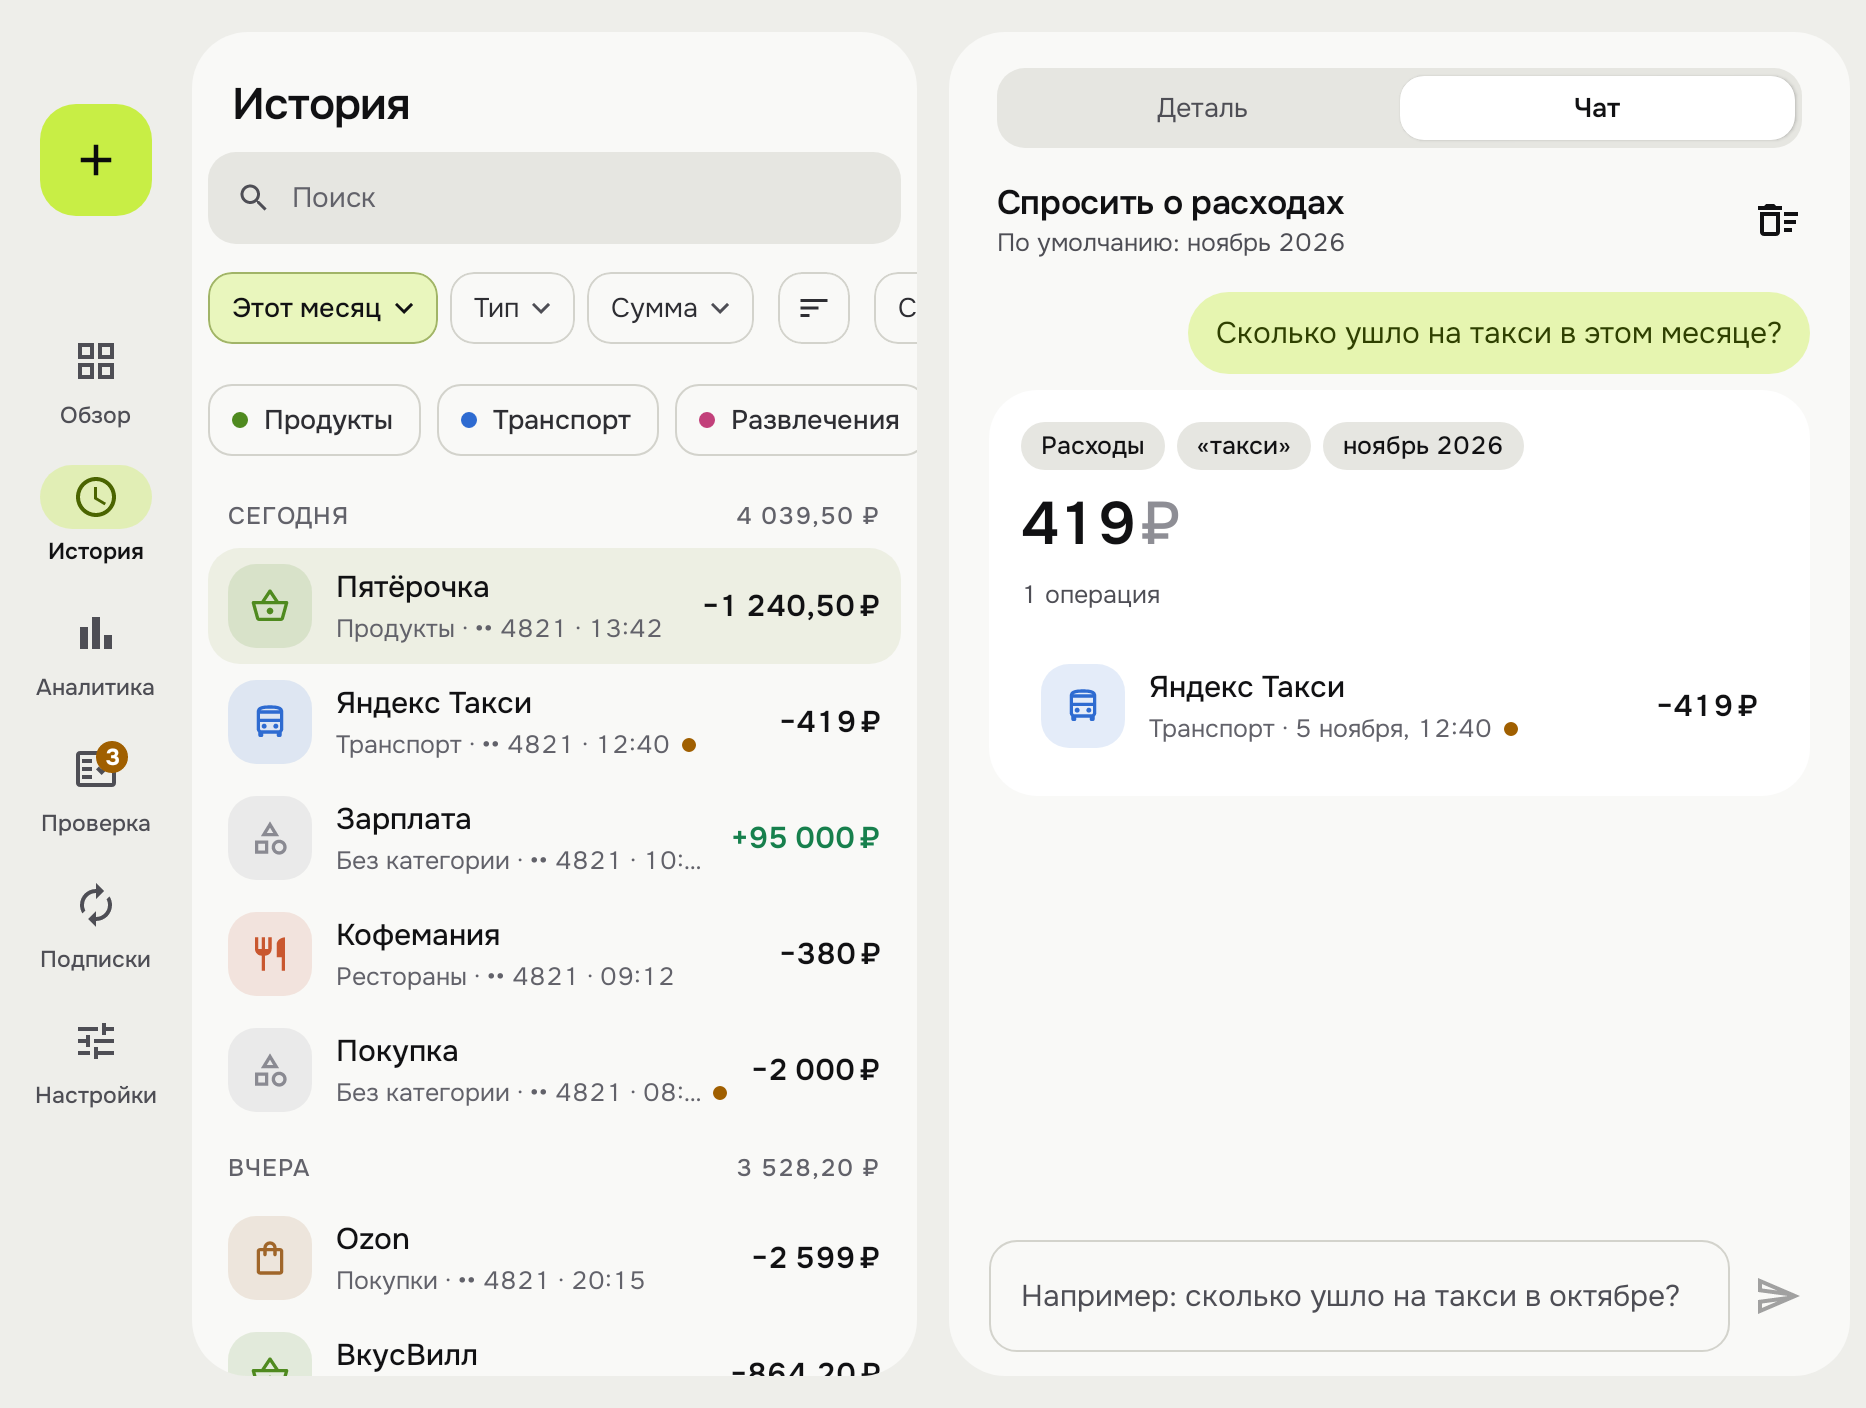 Обзор
История
Аналитика
3
Проверка
Подписки
Настройки
История
Поиск
Этот месяц
Тип
Сумма
С
Продукты
Транспорт
Развлечения
СЕГОДНЯ 4 039,50 ₽
Пятёрочка
Продукты · •• 4821 · 13:42
−1 240,50 ₽
Яндекс Такси
Транспорт · •• 4821 · 12:40
−419 ₽
Зарплата
Без категории · •• 4821 · 10:...
+95 000 ₽
Кофемания
Рестораны · •• 4821 · 09:12
−380 ₽
Покупка
Без категории · •• 4821 · 08:...
−2 000 ₽
ВЧЕРА 3 528,20 ₽
Ozon
Покупки · •• 4821 · 20:15
−2 599 ₽
ВкусВилл
−864,20 ₽
Деталь
Чат
Спросить о расходах
По умолчанию: ноябрь 2026
Сколько ушло на такси в этом месяце?
Расходы «такси» ноябрь 2026
419 ₽
1 операция
Яндекс Такси
Транспорт · 5 ноября, 12:40
−419 ₽
Например: сколько ушло на такси в октябре?